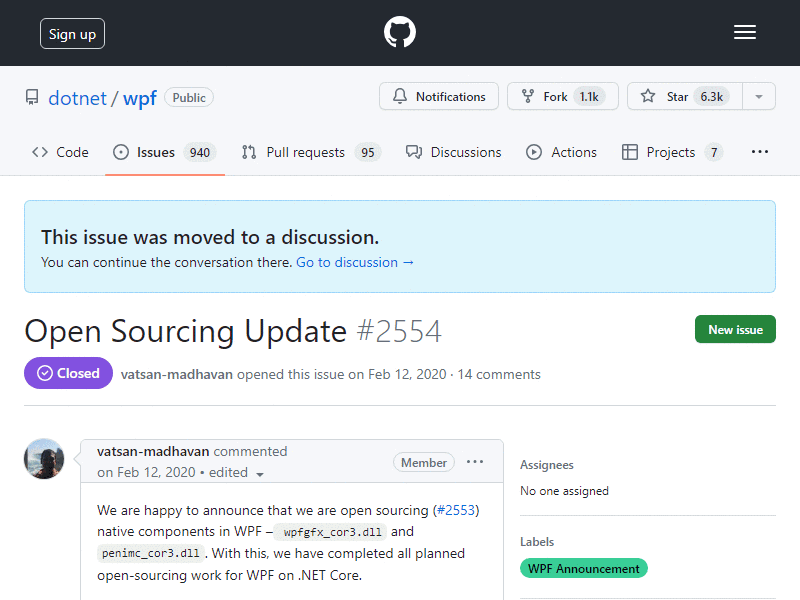 Sign up
dotnet / wpf Public
Notifications Fork 1.1k Star 6.3k
Code Issues 940 Pull requests 95 Discussions Actions Projects 7
This issue was moved to a discussion.
You can continue the conversation there. Go to discussion →
Open Sourcing Update #2554
New issue
Closed vatsan-madhavan opened this issue on Feb 12, 2020 · 14 comments
vatsan-madhavan commented
on Feb 12, 2020 • edited
Member
Assignees
No one assigned
We are happy to announce that we are open sourcing (#2553)
native components in WPF – wpfgfx_cor3.dll and
penimc_cor3.dll. With this, we have completed all planned
open-sourcing work for WPF on .NET Core.
Labels
WPF Announcement